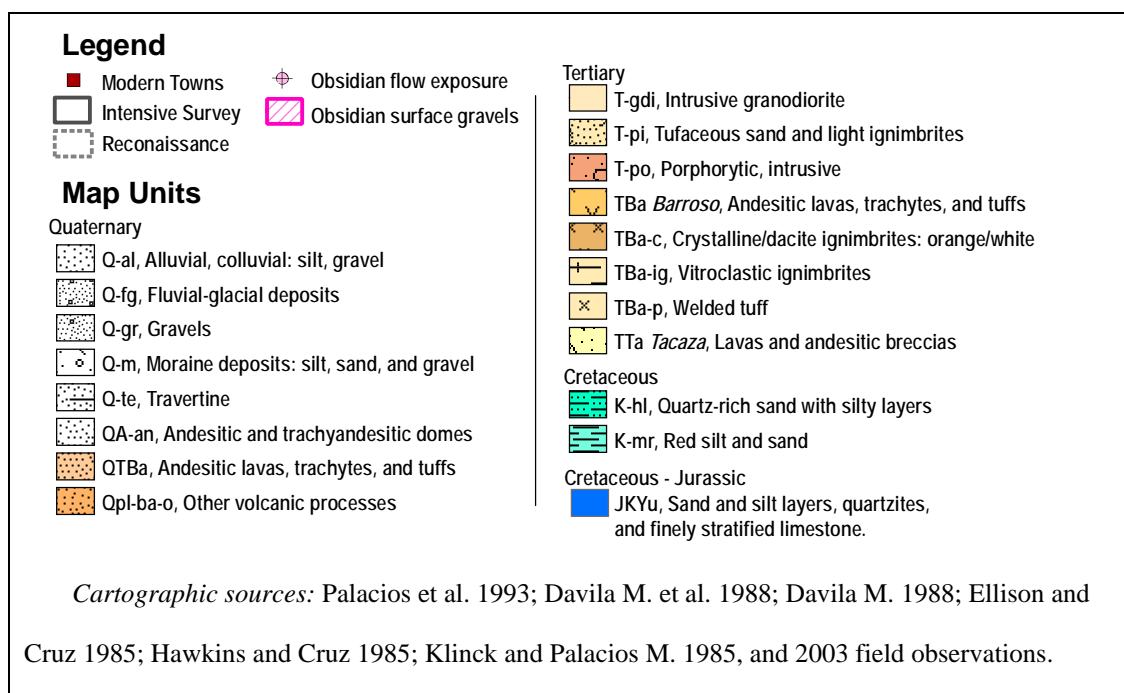 Legend
Modern Towns
Intensive Survey
Reconaissance
Obsidian flow exposure
Obsidian surface gravels
Map Units
Quaternary
Q-al, Alluvial, colluvial: silt, gravel
Q-fg, Fluvial-glacial deposits
Q-gr, Gravels
Q-m, Moraine deposits: silt, sand, and gravel
Q-te, Travertine
QA-an, Andesitic and trachyandesitic domes
QTBa, Andesitic lavas, trachytes, and tuffs
Qpl-ba-o, Other volcanic processes
Tertiary
T-gdi, Intrusive granodiorite
T-pi, Tufaceous sand and light ignimbrites
T-po, Porphorytic, intrusive
TBa Barroso, Andesitic lavas, trachytes, and tuffs
TBa-c, Crystalline/dacite ignimbrites: orange/white
TBa-ig, Vitroclastic ignimbrites
TBa-p, Welded tuff
TTa Tacaza, Lavas and andesitic breccias
Cretaceous
K-hl, Quartz-rich sand with silty layers
K-mr, Red silt and sand
Cretaceous - Jurassic
JKYu, Sand and silt layers, quartzites,
and finely stratified limestone.
Cartographic sources: Palacios et al. 1993; Davila M. et al. 1988; Davila M. 1988; Ellison and
Cruz 1985; Hawkins and Cruz 1985; Klinck and Palacios M. 1985, and 2003 field observations.